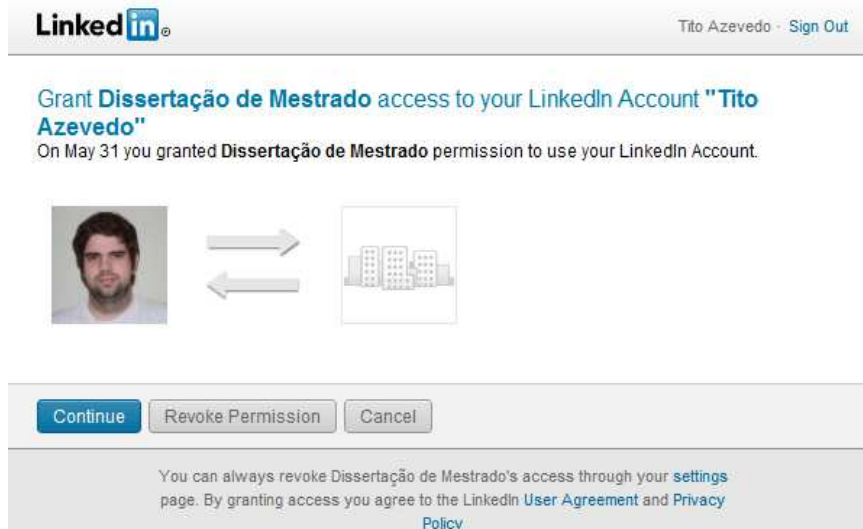 Linked in ®
Tito Azevedo · Sign Out
Grant Dissertação de Mestrado access to your LinkedIn Account "Tito
Azevedo"
On May 31 you granted Dissertação de Mestrado permission to use your LinkedIn Account.
Continue Revoke Permission Cancel
You can always revoke Dissertação de Mestrado's access through your settings
page. By granting access you agree to the LinkedIn User Agreement and Privacy
Policy